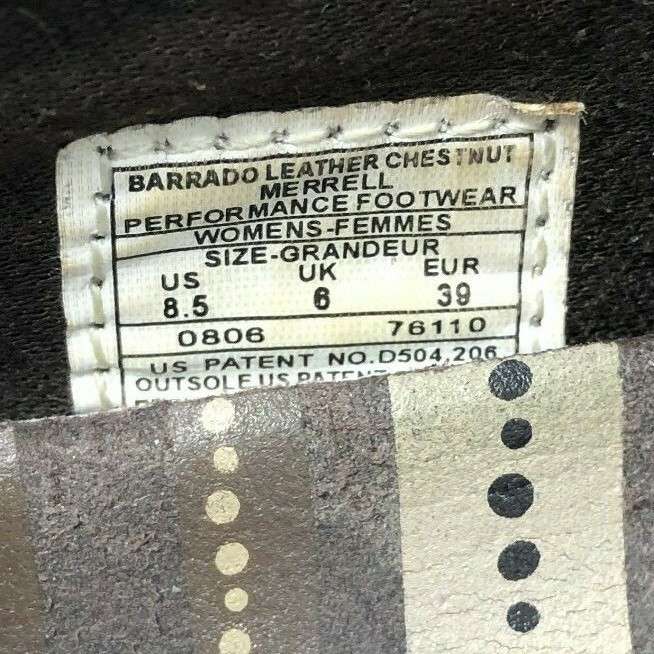 BARRADO LEATHER CHESTNUT
MERRELL
PERFORMANCE FOOTWEAR
WOMENS-FEMMES
SIZE-GRANDEUR
US UK EUR
8.5 6 39
0806 76110
US PATENT NO.D504,206
OUTSOLE US PATENT